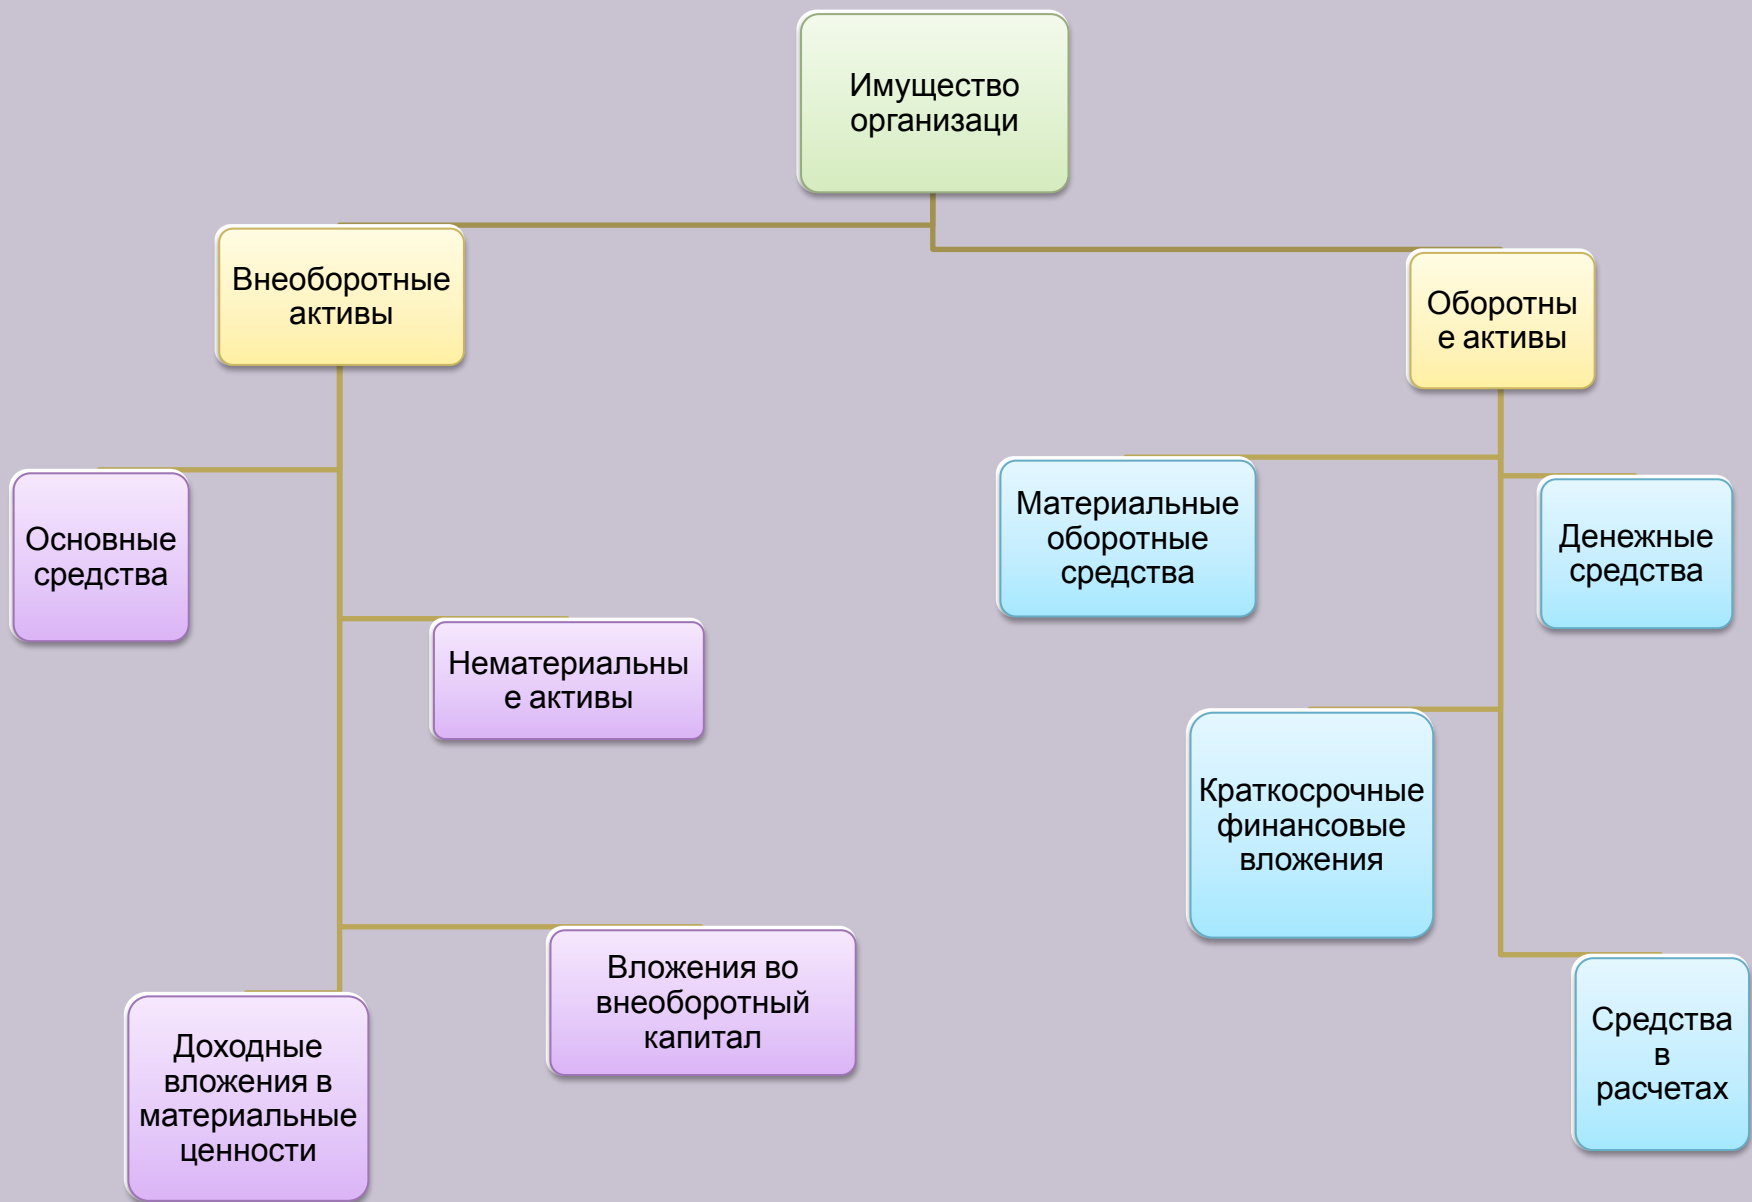 Имущество
организаци
Внеоборотные
активы
Оборотны
е активы
Основные
средства
Нематериальны
е активы
Вложения во
внеоборотный
капитал
Доходные
вложения в
материальные
ценности
Материальные
оборотные
средства
Денежные
средства
Краткосрочные
финансовые
вложения
Средства
в
расчетах